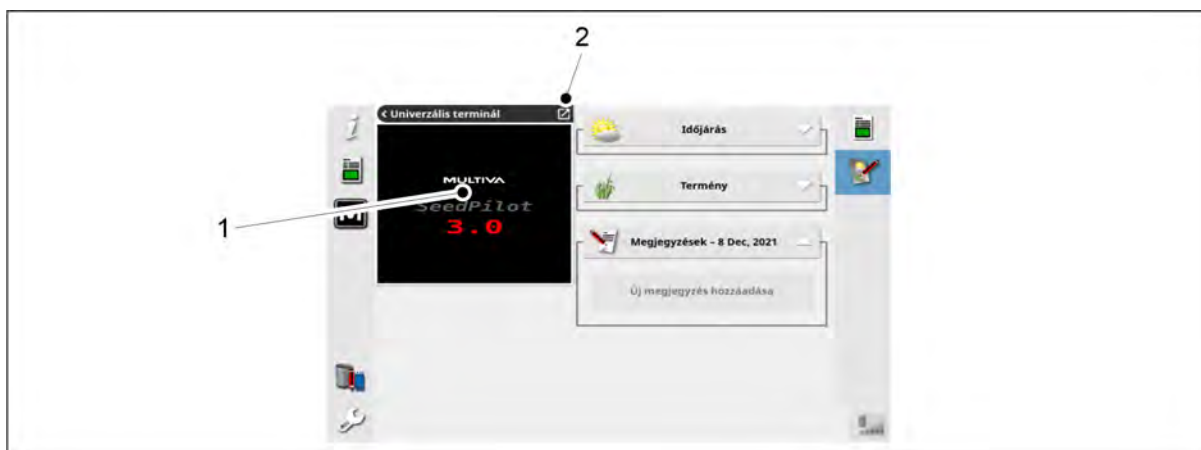 2
< Univerzális terminál
Időjárás
MULTIVA
SeedPilot
3.0
Termény
1
Megjegyzések – 8 Dec, 2021
Új megjegyzés hozzáadása